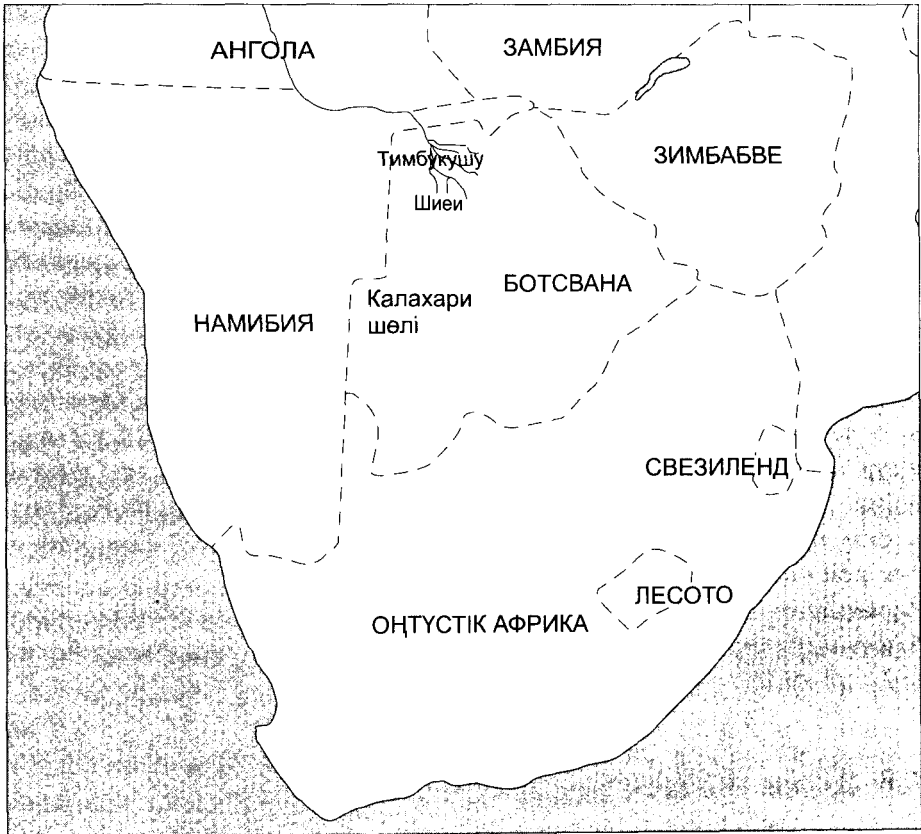 АНГОЛА
ЗАМБИЯ
ЗИМБАБВЕ
Тимбукушу
Шиеи
БОТСВАНА
Калахари
шөлі
НАМИБИЯ
СВЕЗИЛЕНД
ЛЕСОТО
ОҢТҮСТІК АФРИКА